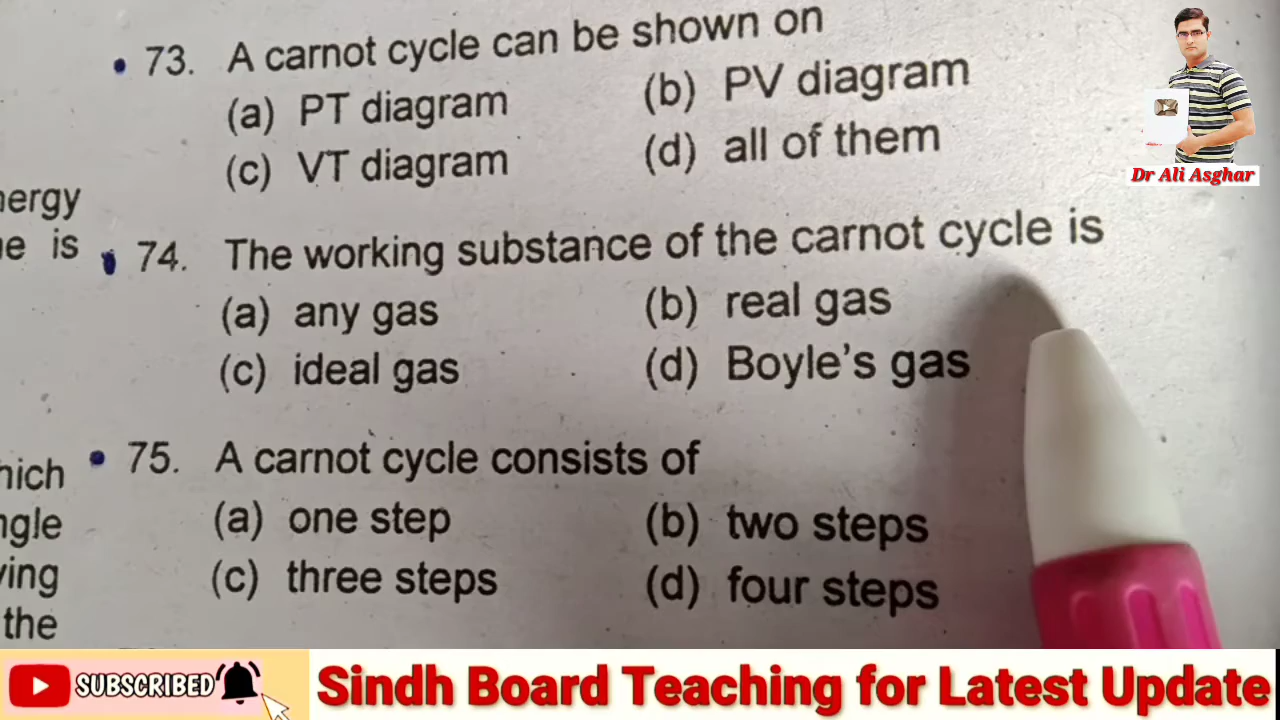 73. A carnot cycle can be shown on
(a) PT diagram (b) PV diagram
(c) VT diagram (d) all of them
ergy
e is
74. The working substance of the carnot cycle is
(a) any gas (b) real gas
(c) ideal gas (d) Boyle's gas
75. A carnot cycle consists of
(a) one step (b) two steps
(c) three steps (d) four steps
hich
ngle
ving
the
Dr Ali Asghar
SUBSCRIBED
Sindh Board Teaching for Latest Update